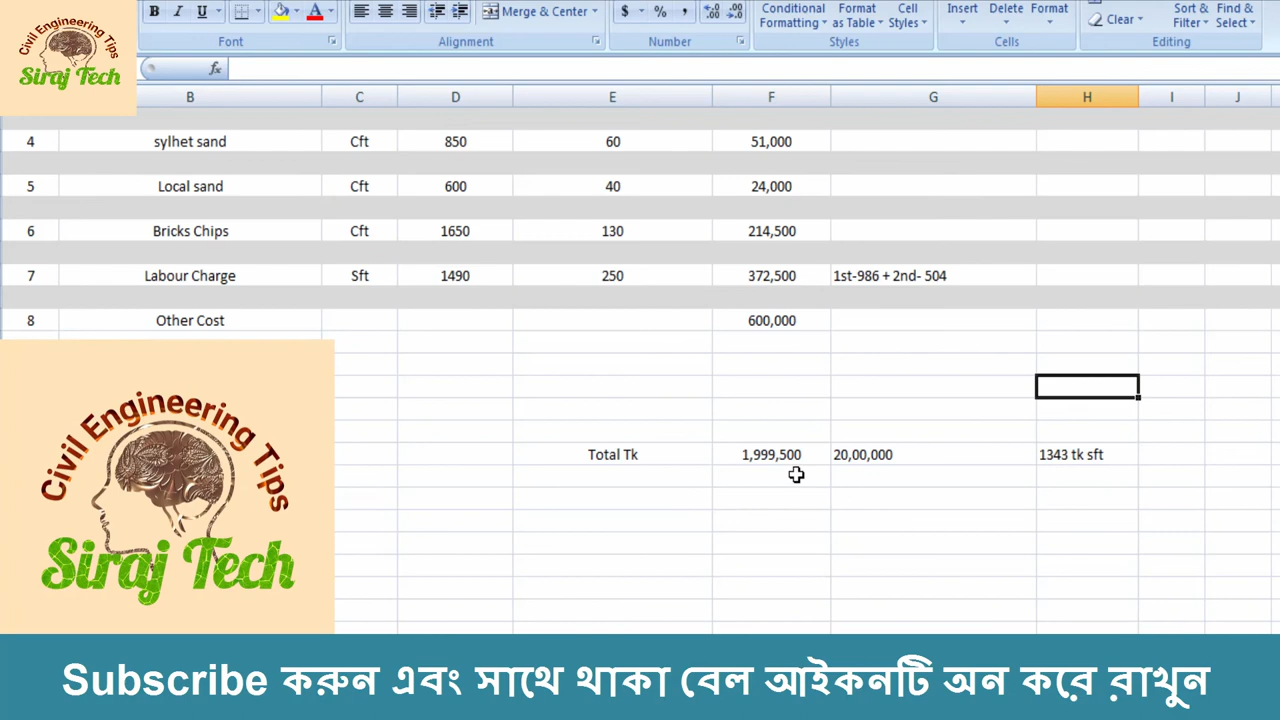 Civil Engineering Tips
Siraj Tech
B I U
Merge & Center
$ % ,
.00
.0
Conditional Formatting
Format as Table
Cell Styles
Insert
Delete
Format
Clear
Sort & Filter
Find & Select
Font
Alignment
Number
Styles
Cells
Editing
fx
B C D E F G H I J
4 sylhet sand Cft 850 60 51,000
5 Local sand Cft 600 40 24,000
6 Bricks Chips Cft 1650 130 214,500
7 Labour Charge Sft 1490 250 372,500 1st-986 + 2nd- 504
8 Other Cost 600,000
Total Tk 1,999,500 20,00,000 1343 tk sft
Civil Engineering Tips
Siraj Tech
Subscribe করুন এবং সাথে থাকা বেল আইকনটি অন করে রাখুন